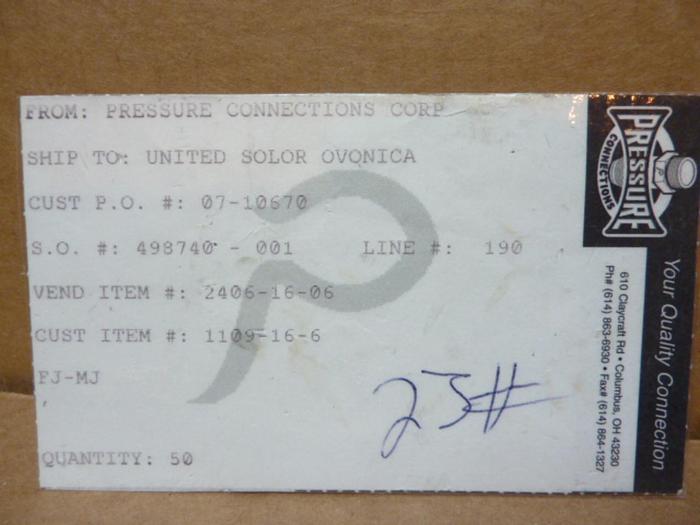 FROM: PRESSURE CONNECTIONS CORP
SHIP TO: UNITED SOLOR OVONICA
CUST P.O. #: 07-10670
S.O. #: 498740 - 001 LINE #: 190
VEND ITEM #: 2406-16-06
CUST ITEM #: 1109-16-6
FJ-MJ
QUANTITY: 50
23#
PRESSURE
CONNECTIONS
Your Quality Connection
610 Claycraft Rd • Columbus, OH 43230
Ph# (614) 863-6930 • Fax# (614) 864-1327